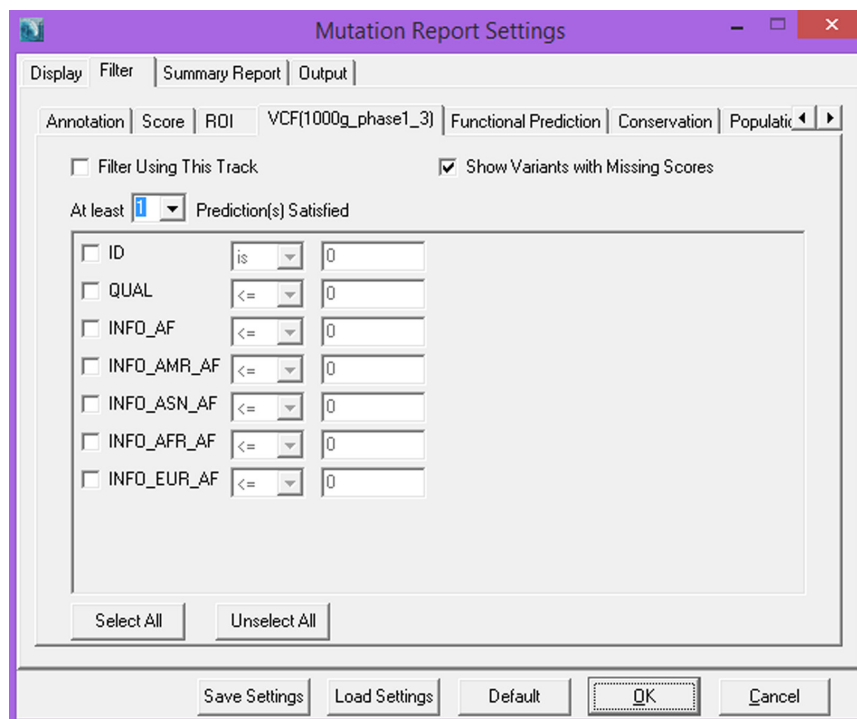 Mutation Report Settings
Display Filter Summary Report Output
Annotation Score ROI VCF(1000g_phase1_3) Functional Prediction Conservation Populatic
Filter Using This Track Show Variants with Missing Scores
At least 1 Prediction(s) Satisfied
ID is 0
QUAL <= 0
INFO_AF <= 0
INFO_AMR_AF <= 0
INFO_ASN_AF <= 0
INFO_AFR_AF <= 0
INFO_EUR_AF <= 0
Select All Unselect All
Save Settings Load Settings Default OK Cancel